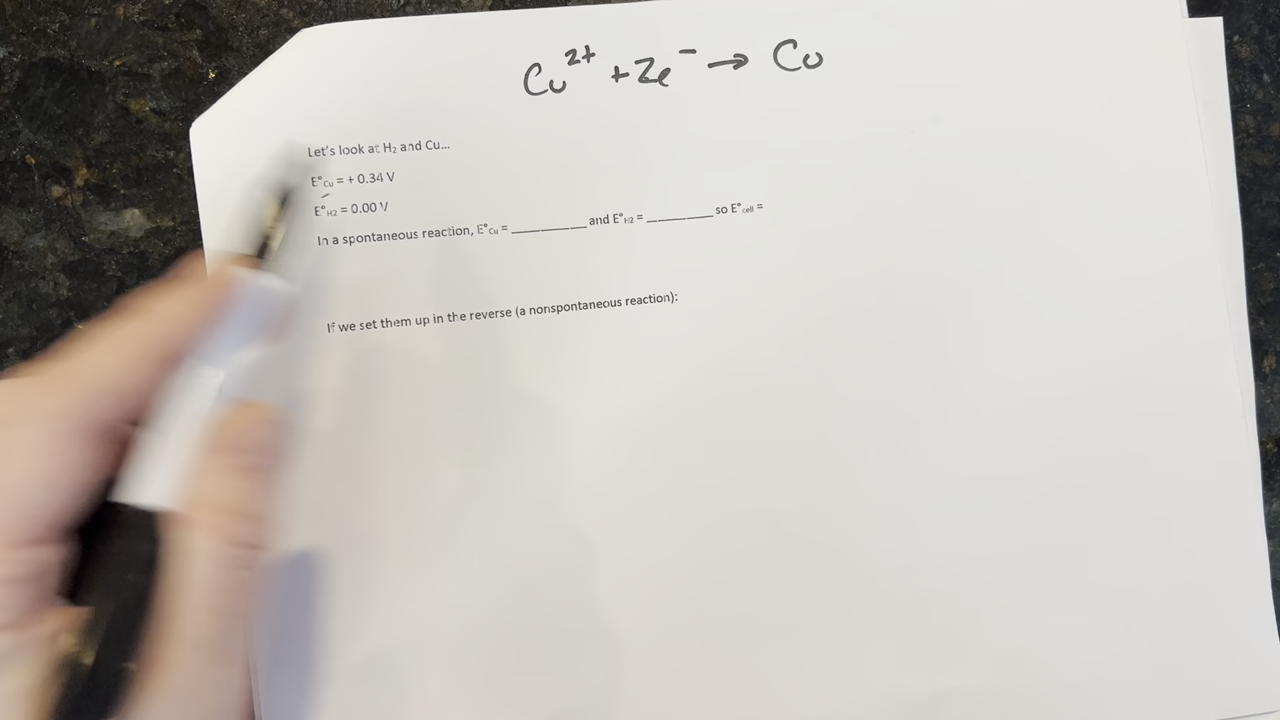 Cu²⁺ + 2e⁻ → Cu
Let's look at H₂ and Cu...
E°Cu = + 0.34 V
E°H2 = 0.00 V
In a spontaneous reaction, E°Cu = __________ and E°H2 = __________ so E°cell =
If we set them up in the reverse (a nonspontaneous reaction):